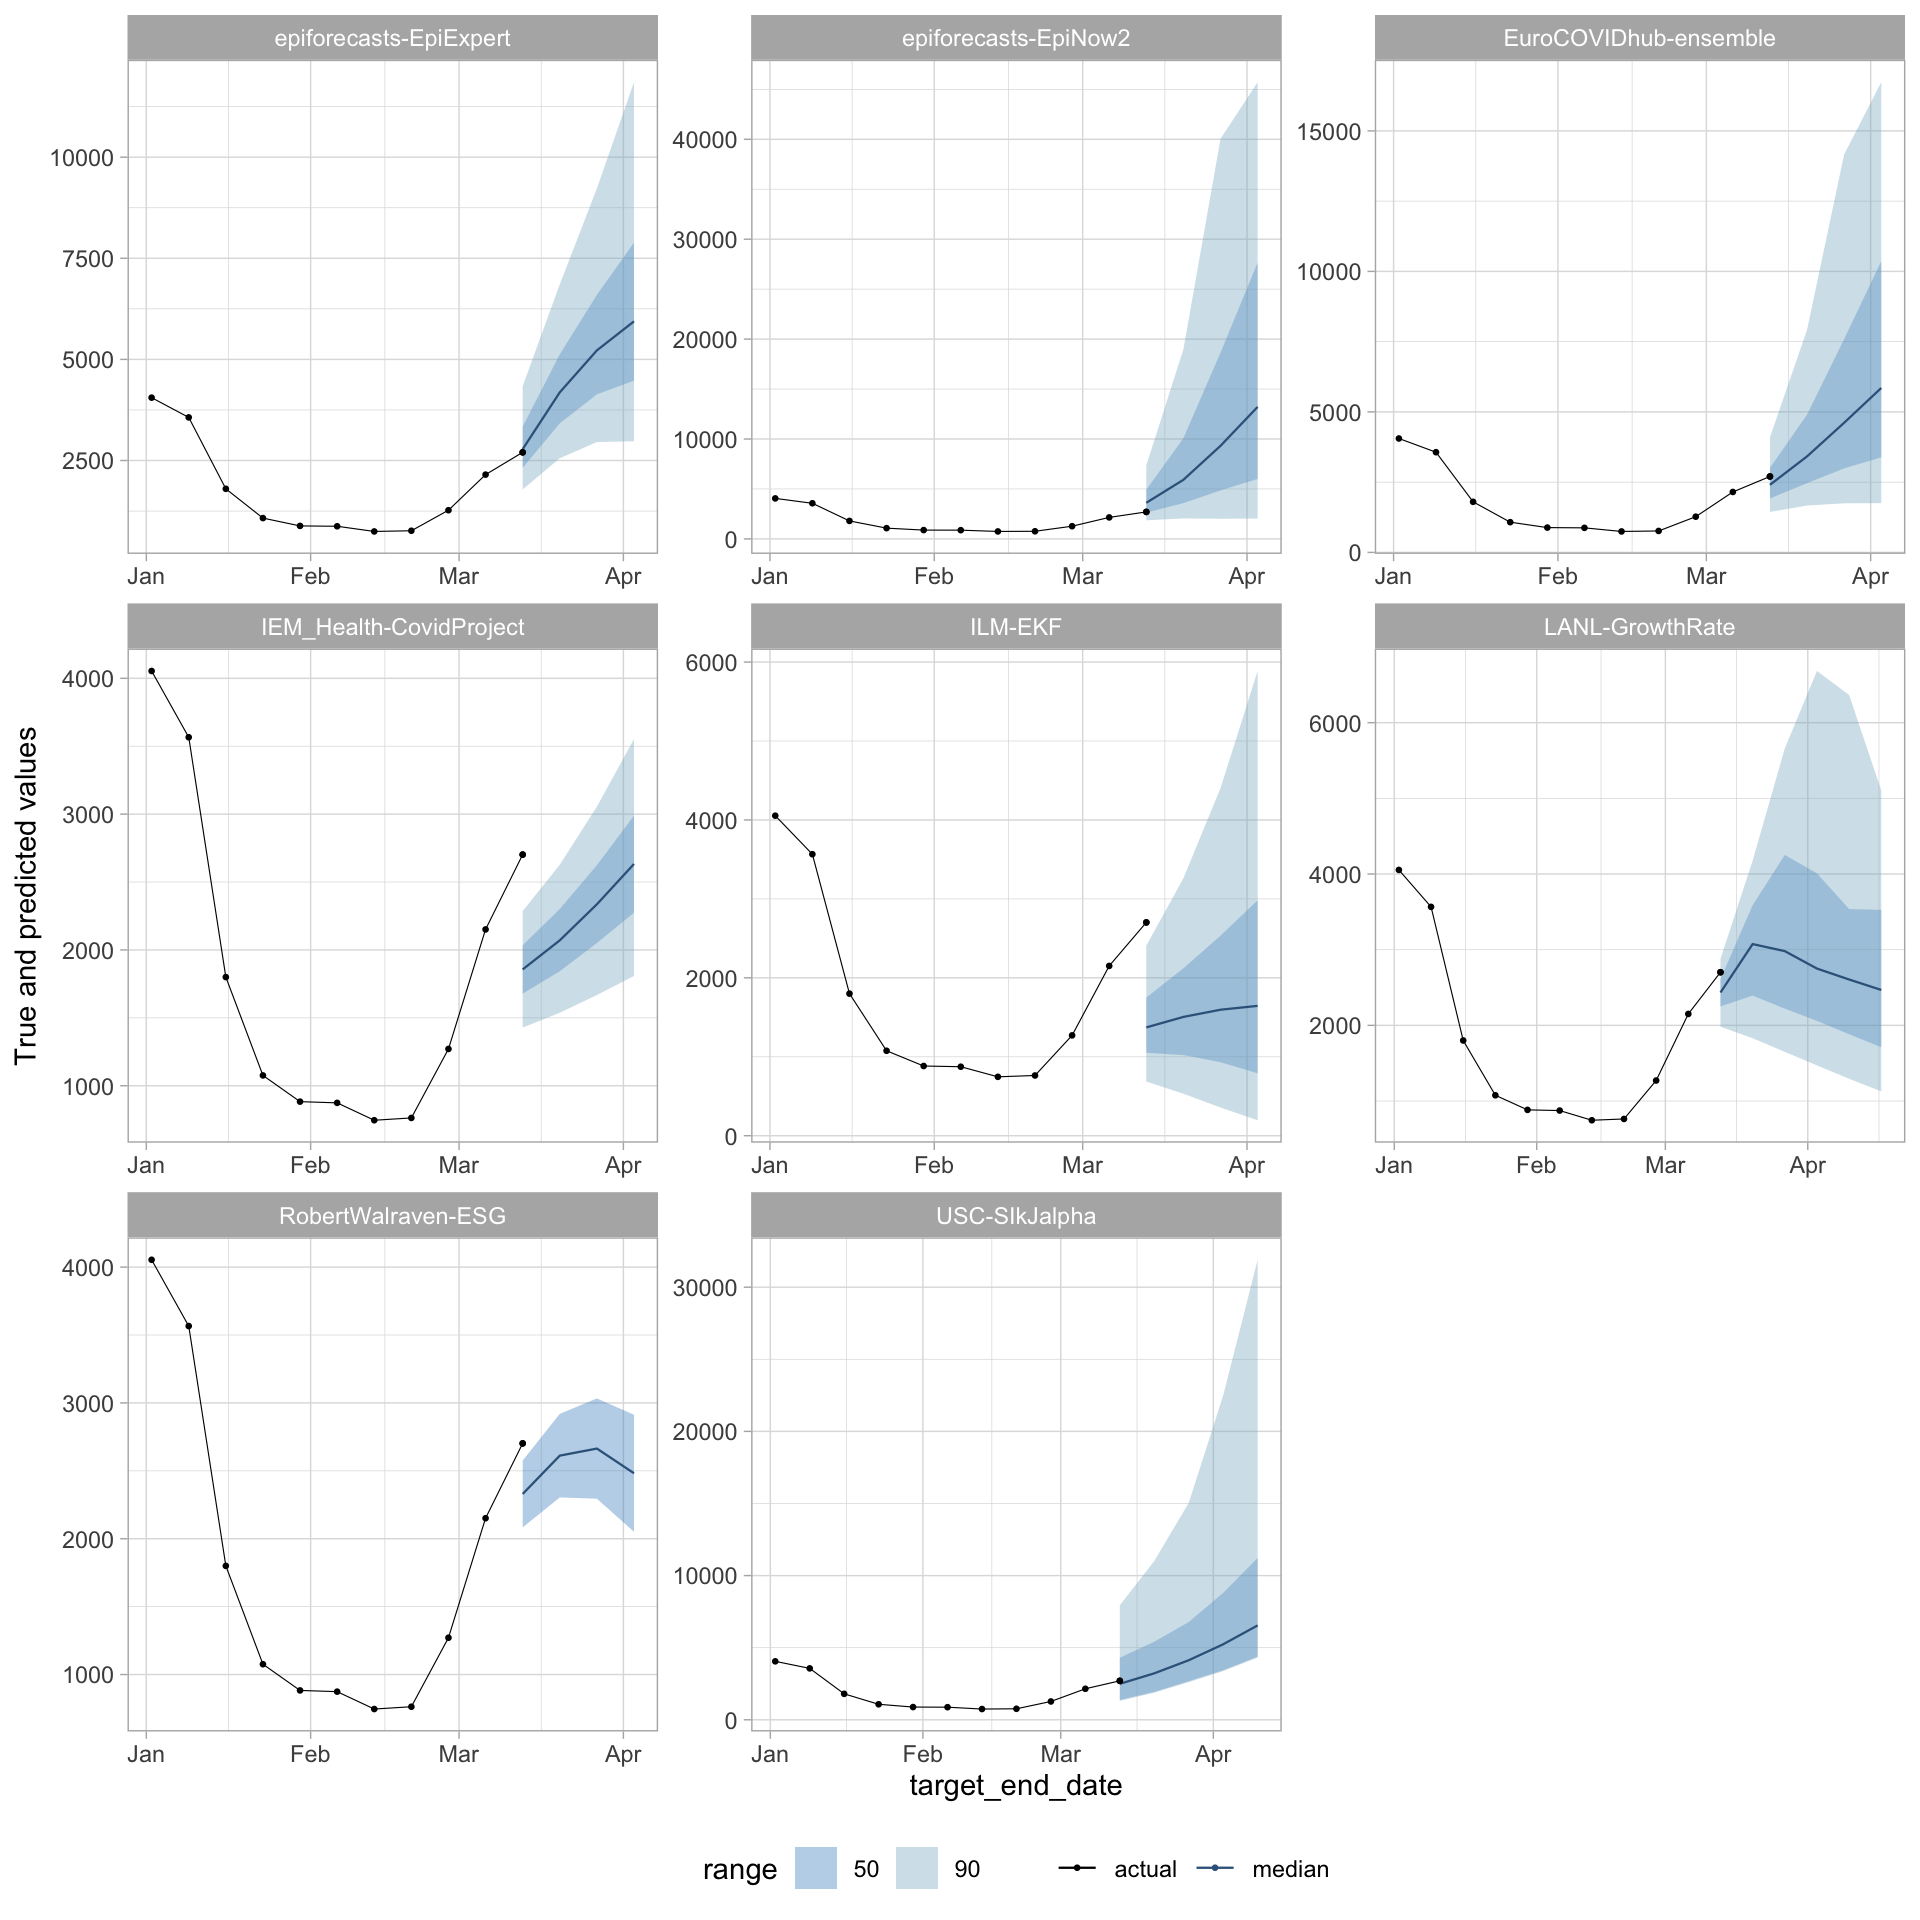 epiforecasts-EpiExpert
epiforecasts-EpiNow2
EuroCOVIDhub-ensemble
10000
7500
5000
2500
Jan Feb Mar Apr
40000
30000
20000
10000
0
Jan Feb Mar Apr
15000
10000
5000
0
Jan Feb Mar Apr
True and predicted values
IEM_Health-CovidProject
ILM-EKF
LANL-GrowthRate
4000
3000
2000
1000
Jan Feb Mar Apr
6000
4000
2000
0
Jan Feb Mar Apr
6000
4000
2000
Jan Feb Mar Apr
RobertWalraven-ESG
USC-SIkJalpha
4000
3000
2000
1000
Jan Feb Mar Apr
30000
20000
10000
0
Jan Feb Mar Apr
target_end_date
range 50 90 actual median